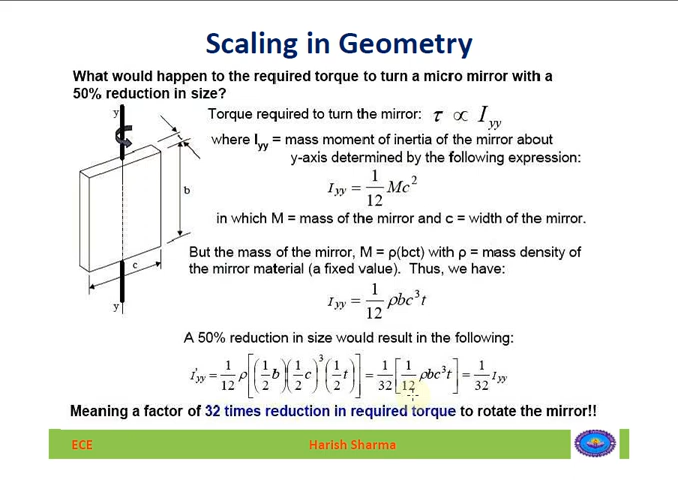 Scaling in Geometry
What would happen to the required torque to turn a micro mirror with a
50% reduction in size?
y
Torque required to turn the mirror: τ ∝ I_yy
where I_yy = mass moment of inertia of the mirror about
y-axis determined by the following expression:
I_yy = 1/12 Mc²
b
in which M = mass of the mirror and c = width of the mirror.
c
But the mass of the mirror, M = ρ(bct) with ρ = mass density of
the mirror material (a fixed value). Thus, we have:
y
I_yy = 1/12 ρbc³t
A 50% reduction in size would result in the following:
I'_yy = 1/12 ρ[(1/2 b)(1/2 c)³(1/2 t)] = 1/32 [1/12 ρbc³t] = 1/32 I_yy
Meaning a factor of 32 times reduction in required torque to rotate the mirror!!
ECE
Harish Sharma